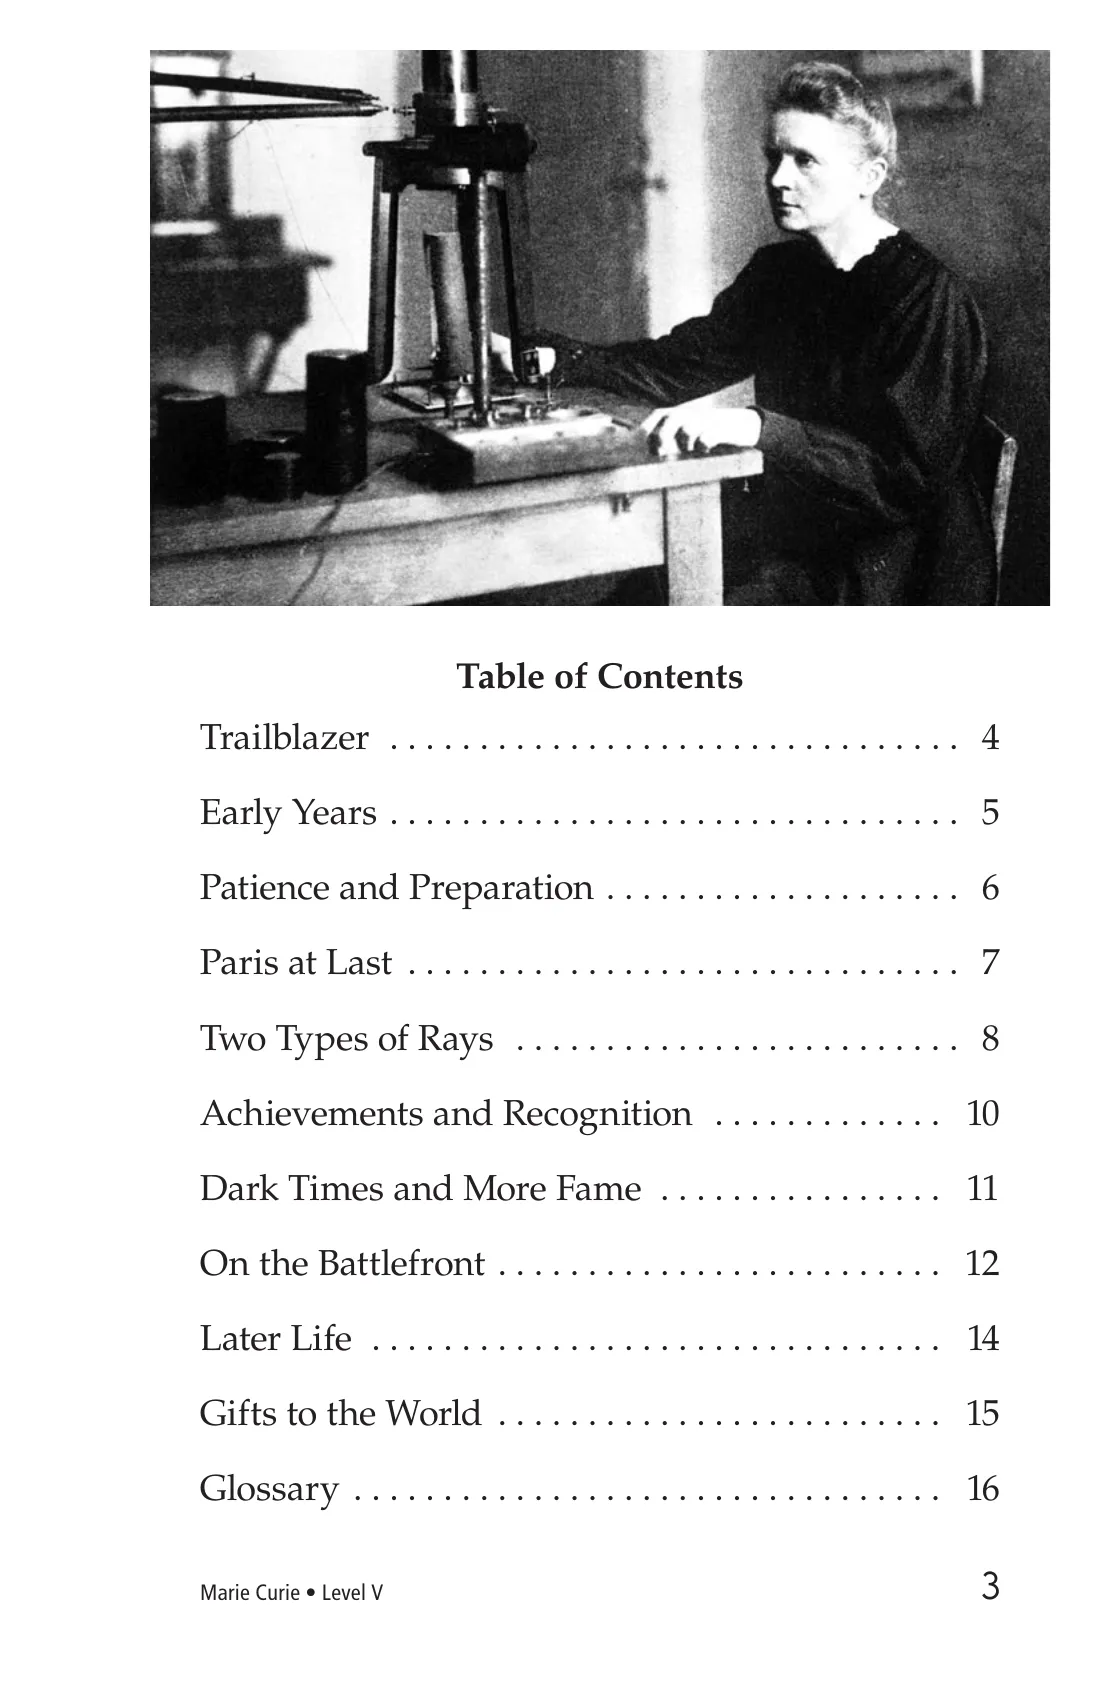 Table of Contents
Trailblazer . . . . . . . . . . . . . . . . . . . . . . . . . . . . . . . . 4
Early Years . . . . . . . . . . . . . . . . . . . . . . . . . . . . . . . . 5
Patience and Preparation . . . . . . . . . . . . . . . . . . . . 6
Paris at Last . . . . . . . . . . . . . . . . . . . . . . . . . . . . . . . 7
Two Types of Rays . . . . . . . . . . . . . . . . . . . . . . . . . 8
Achievements and Recognition . . . . . . . . . . . . . 10
Dark Times and More Fame . . . . . . . . . . . . . . . . 11
On the Battlefront . . . . . . . . . . . . . . . . . . . . . . . . . 12
Later Life . . . . . . . . . . . . . . . . . . . . . . . . . . . . . . . . 14
Gifts to the World . . . . . . . . . . . . . . . . . . . . . . . . . 15
Glossary . . . . . . . . . . . . . . . . . . . . . . . . . . . . . . . . . 16
Marie Curie • Level V 3